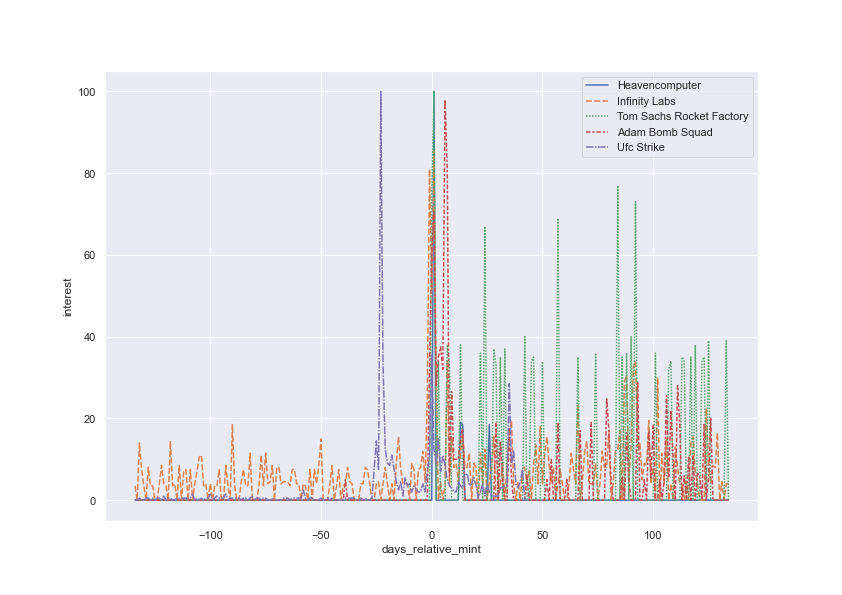 Heavencomputer
Infinity Labs
Tom Sachs Rocket Factory
Adam Bomb Squad
Ufc Strike
100
80
60
40
20
0
interest
−100
−50
0
50
100
days_relative_mint